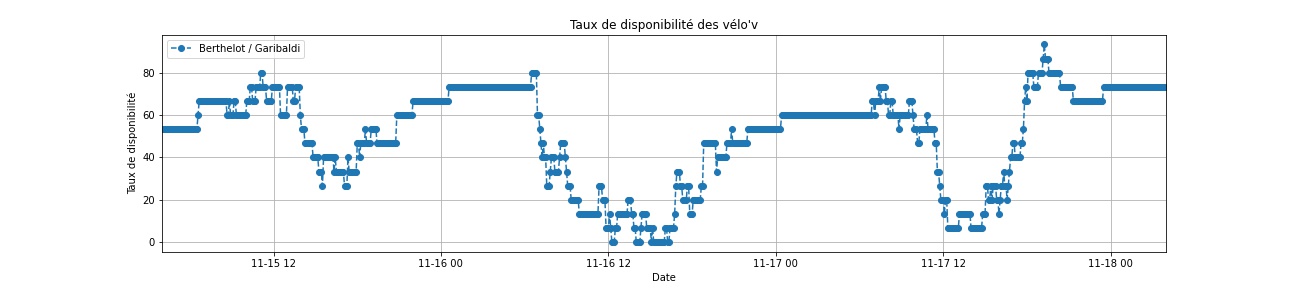 Taux de disponibilité des vélo'v
Berthelot / Garibaldi
Taux de disponibilité
80
60
40
20
0
11-15 12
11-16 00
11-16 12
11-17 00
11-17 12
11-18 00
Date